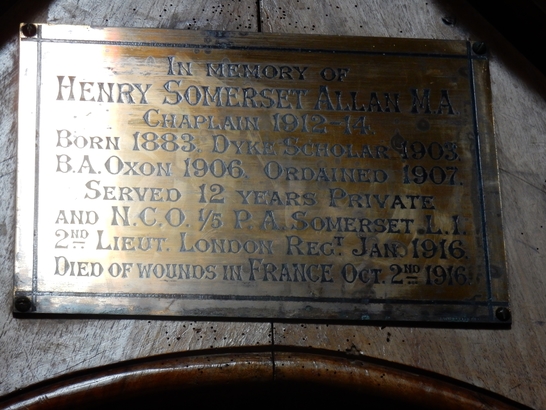 IN MEMORY OF
HENRY SOMERSET ALLAN M.A.
CHAPLAIN 1912-14.
BORN 1883. DYKE SCHOLAR 1903.
B.A. OXON 1906. ORDAINED 1907.
SERVED 12 YEARS PRIVATE
AND N.C.O. 1/5 P.A. SOMERSET. L.I.
2ND LIEUT. LONDON REGT. JAN. 1916.
DIED OF WOUNDS IN FRANCE OCT. 2ND 1916.